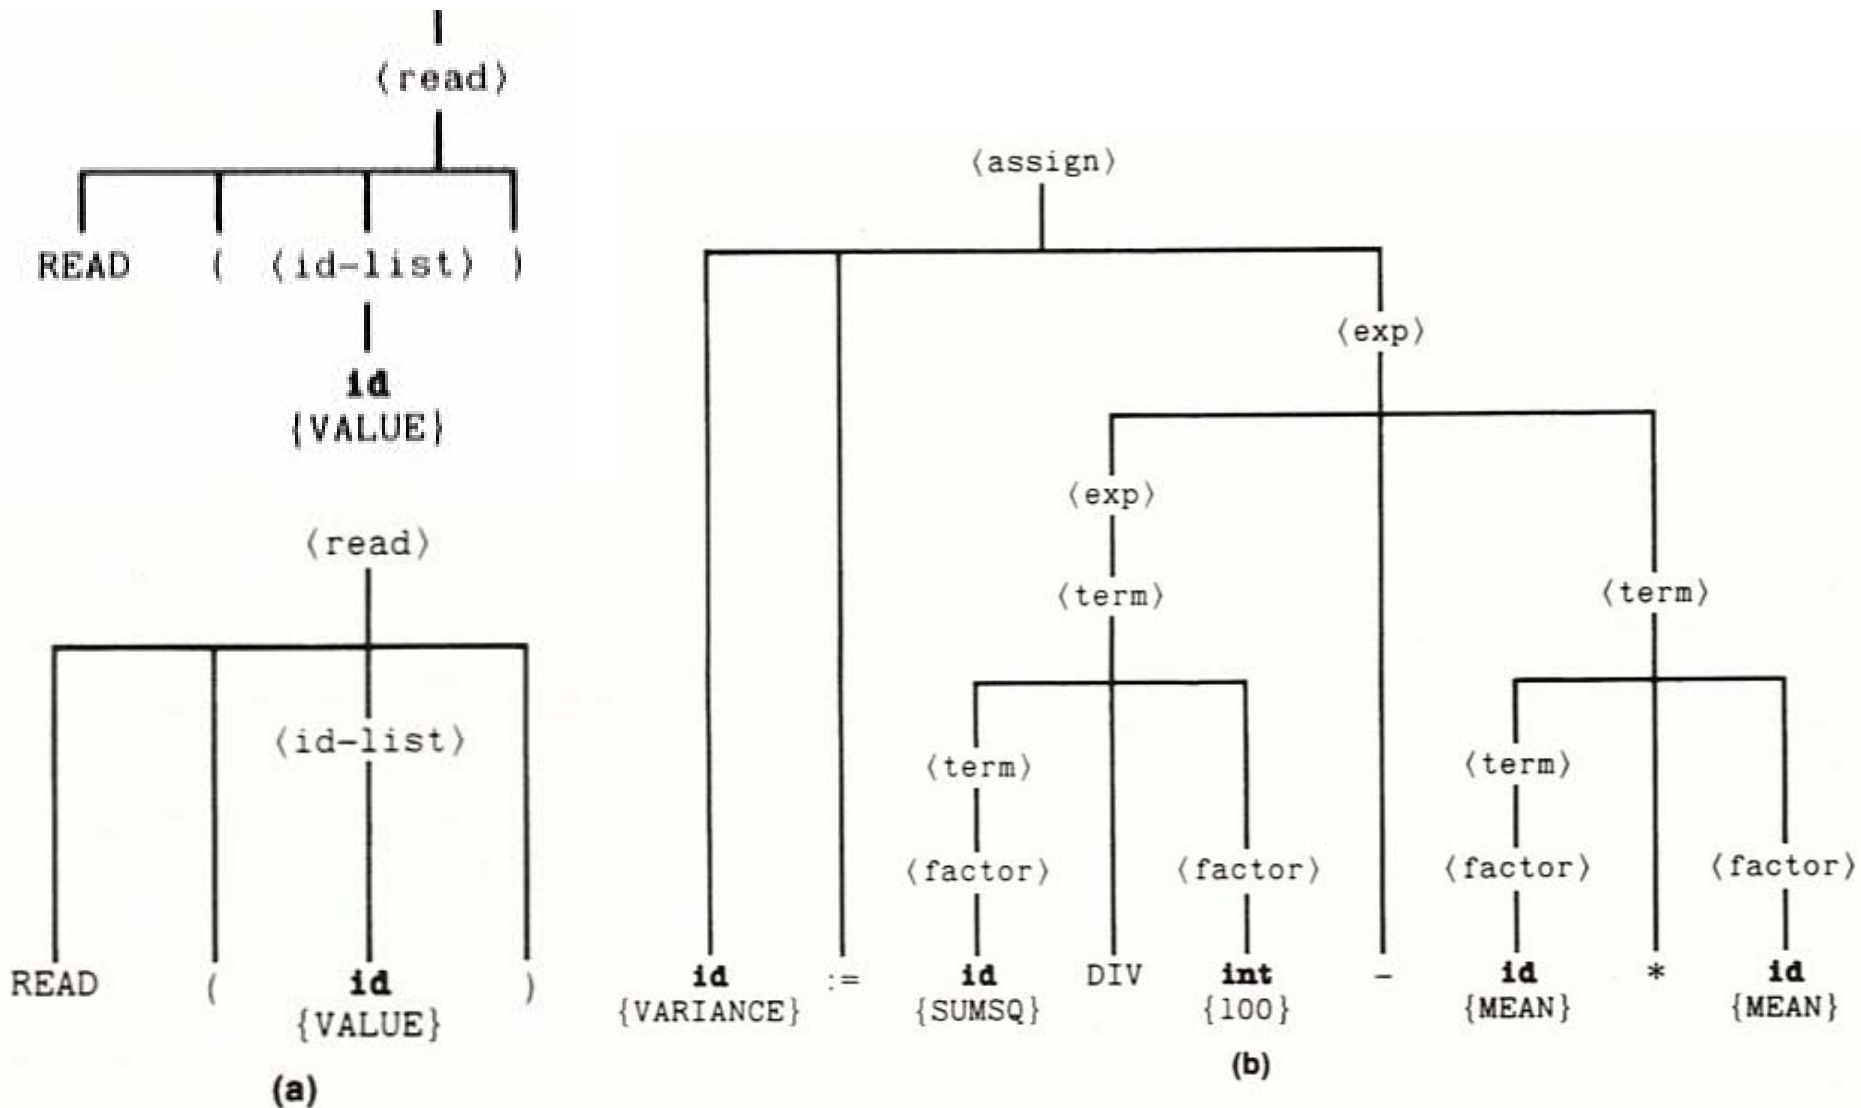 ⟨read⟩
READ ( ⟨id-list⟩ )
id
{VALUE}
⟨read⟩
⟨id-list⟩
READ ( id )
{VALUE}
(a)
⟨assign⟩
⟨exp⟩
⟨exp⟩
⟨term⟩ ⟨term⟩
⟨term⟩ ⟨term⟩
⟨factor⟩ ⟨factor⟩ ⟨factor⟩ ⟨factor⟩
id := id DIV int - id * id
{VARIANCE} {SUMSQ} {100} {MEAN} {MEAN}
(b)